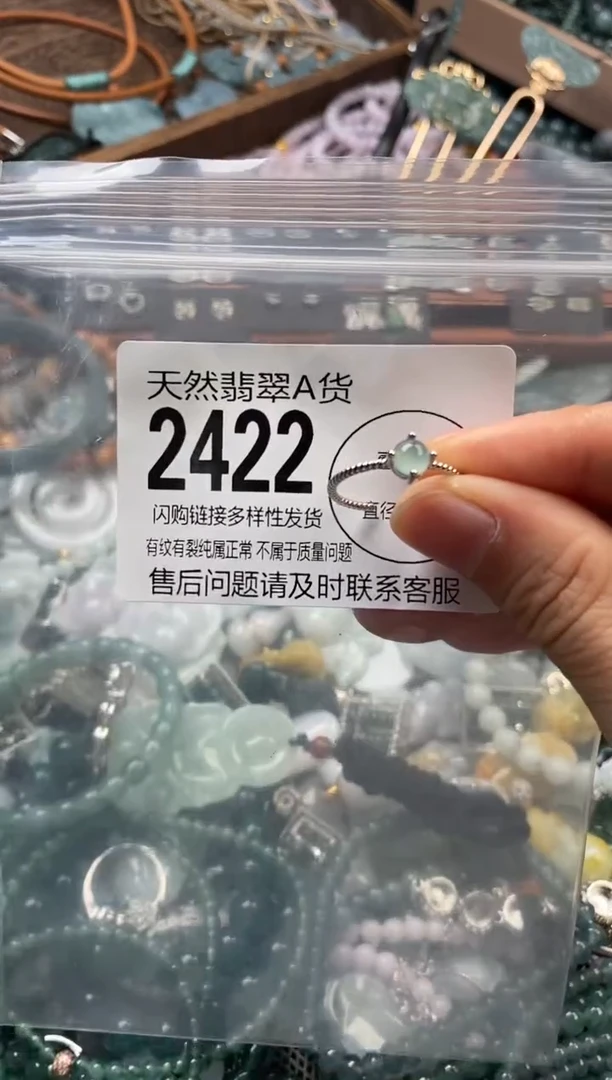 天然翡翠A货
2422
闪购链接多样性发货
直径
有纹有裂纯属正常 不属于质量问题
售后问题请及时联系客服